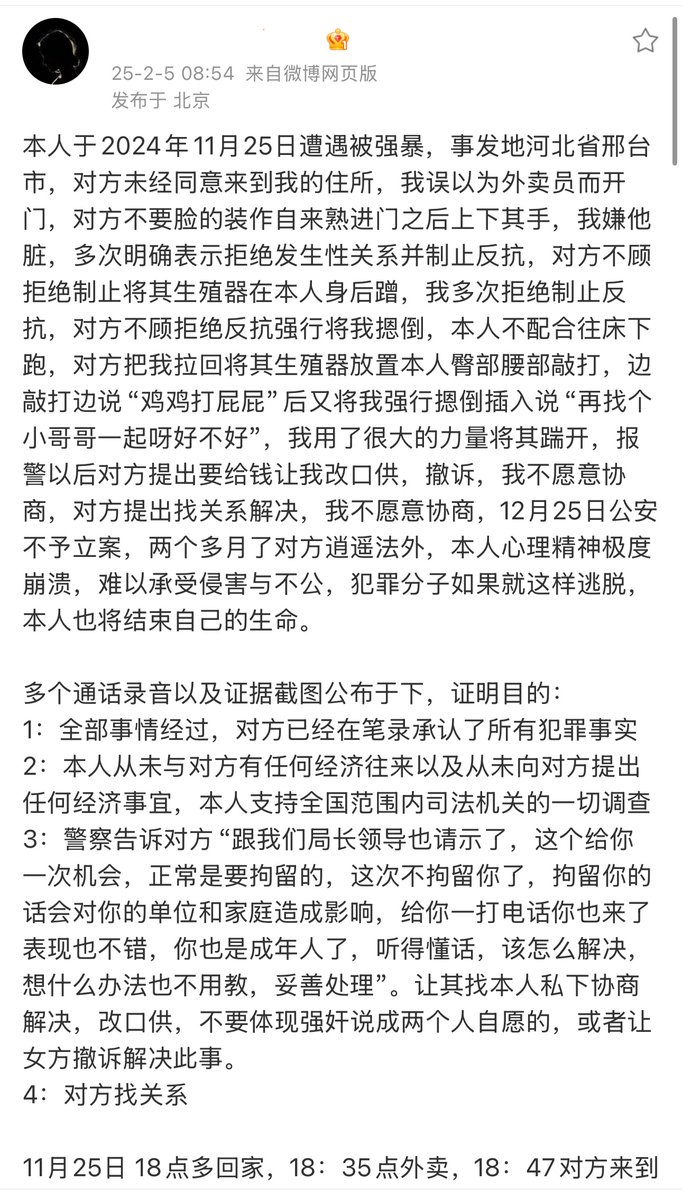 25-2-5 08:54 来自微博网页版
发布于 北京
本人于2024年11月25日遭遇被强暴，事发地河北省邢台
市，对方未经同意来到我的住所，我误以为外卖员而开
门，对方不要脸的装作自来熟进门之后上下其手，我嫌他
脏，多次明确表示拒绝发生性关系并制止反抗，对方不顾
拒绝制止将其生殖器在本人身后蹭，我多次拒绝制止反
抗，对方不顾拒绝反抗强行将我摁倒，本人不配合往床下
跑，对方把我拉回将其生殖器放置本人臀部腰部敲打，边
敲打边说“鸡鸡打屁屁”后又将我强行摁倒插入说“再找个
小哥哥一起呀好不好”，我用了很大的力量将其踹开，报
警以后对方提出要给钱让我改口供，撤诉，我不愿意协
商，对方提出找关系解决，我不愿意协商，12月25日公安
不予立案，两个多月了对方逍遥法外，本人心理精神极度
崩溃，难以承受侵害与不公，犯罪分子如果就这样逃脱，
本人也将结束自己的生命。
多个通话录音以及证据截图公布于下，证明目的：
1：全部事情经过，对方已经在笔录承认了所有犯罪事实
2：本人从未与对方有任何经济往来以及从未向对方提出
任何经济事宜，本人支持全国范围内司法机关的一切调查
3：警察告诉对方“跟我们局长领导也请示了，这个给你
一次机会，正常是要拘留的，这次不拘留你了，拘留你的
话会对你的单位和家庭造成影响，给你一打电话你也来了
表现也不错，你也是成年人了，听得懂话，该怎么解决，
想什么办法也不用教，妥善处理”。让其找本人私下协商
解决，改口供，不要体现强奸说成两个人自愿的，或者让
女方撤诉解决此事。
4：对方找关系
11月25日 18点多回家，18：35点外卖，18：47对方来到